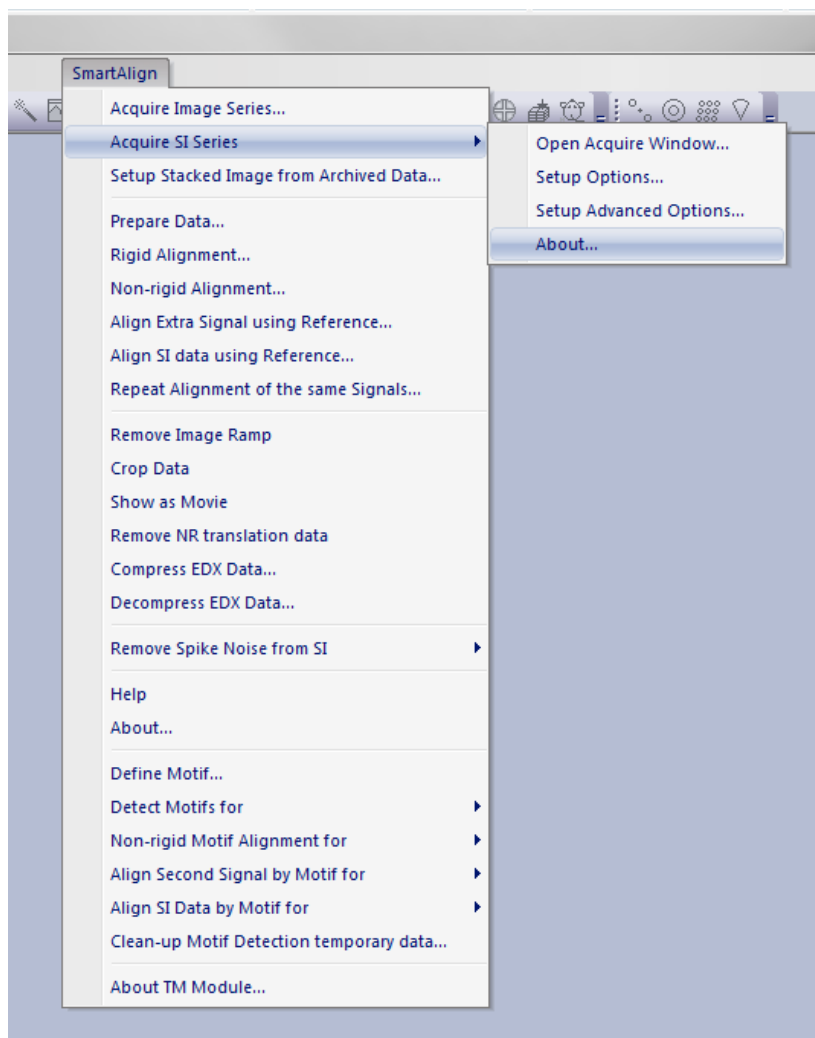 SmartAlign
Acquire Image Series...
Acquire SI Series
Open Acquire Window...
Setup Options...
Setup Advanced Options...
About...
Setup Stacked Image from Archived Data...
Prepare Data...
Rigid Alignment...
Non-rigid Alignment...
Align Extra Signal using Reference...
Align SI data using Reference...
Repeat Alignment of the same Signals...
Remove Image Ramp
Crop Data
Show as Movie
Remove NR translation data
Compress EDX Data...
Decompress EDX Data...
Remove Spike Noise from SI
Help
About...
Define Motif...
Detect Motifs for
Non-rigid Motif Alignment for
Align Second Signal by Motif for
Align SI Data by Motif for
Clean-up Motif Detection temporary data...
About TM Module...